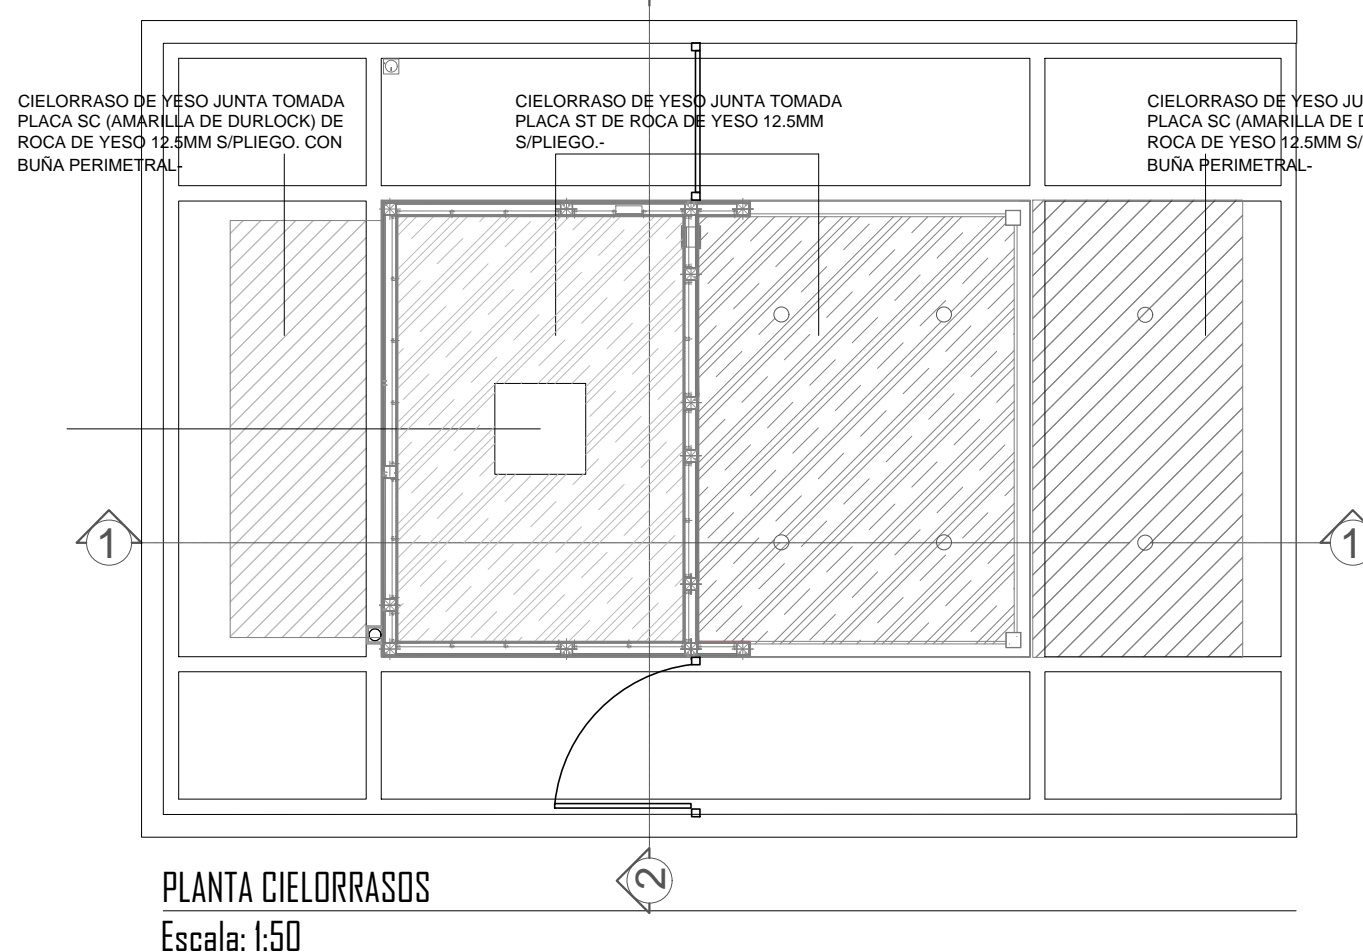 CIELORRASO DE YESO JUNTA TOMADA
PLACA SC (AMARILLA DE DURLOCK) DE
ROCA DE YESO 12.5MM S/PLIEGO. CON
BUÑA PERIMETRAL-
CIELORRASO DE YESO JUNTA TOMADA
PLACA ST DE ROCA DE YESO 12.5MM
S/PLIEGO.-
CIELORRASO DE YESO
PLACA SC (AMARILLA DE
ROCA DE YESO 12.5MM
BUÑA PERIMETRAL-
1
1
2
PLANTA CIELORRASOS
Escala: 1:50